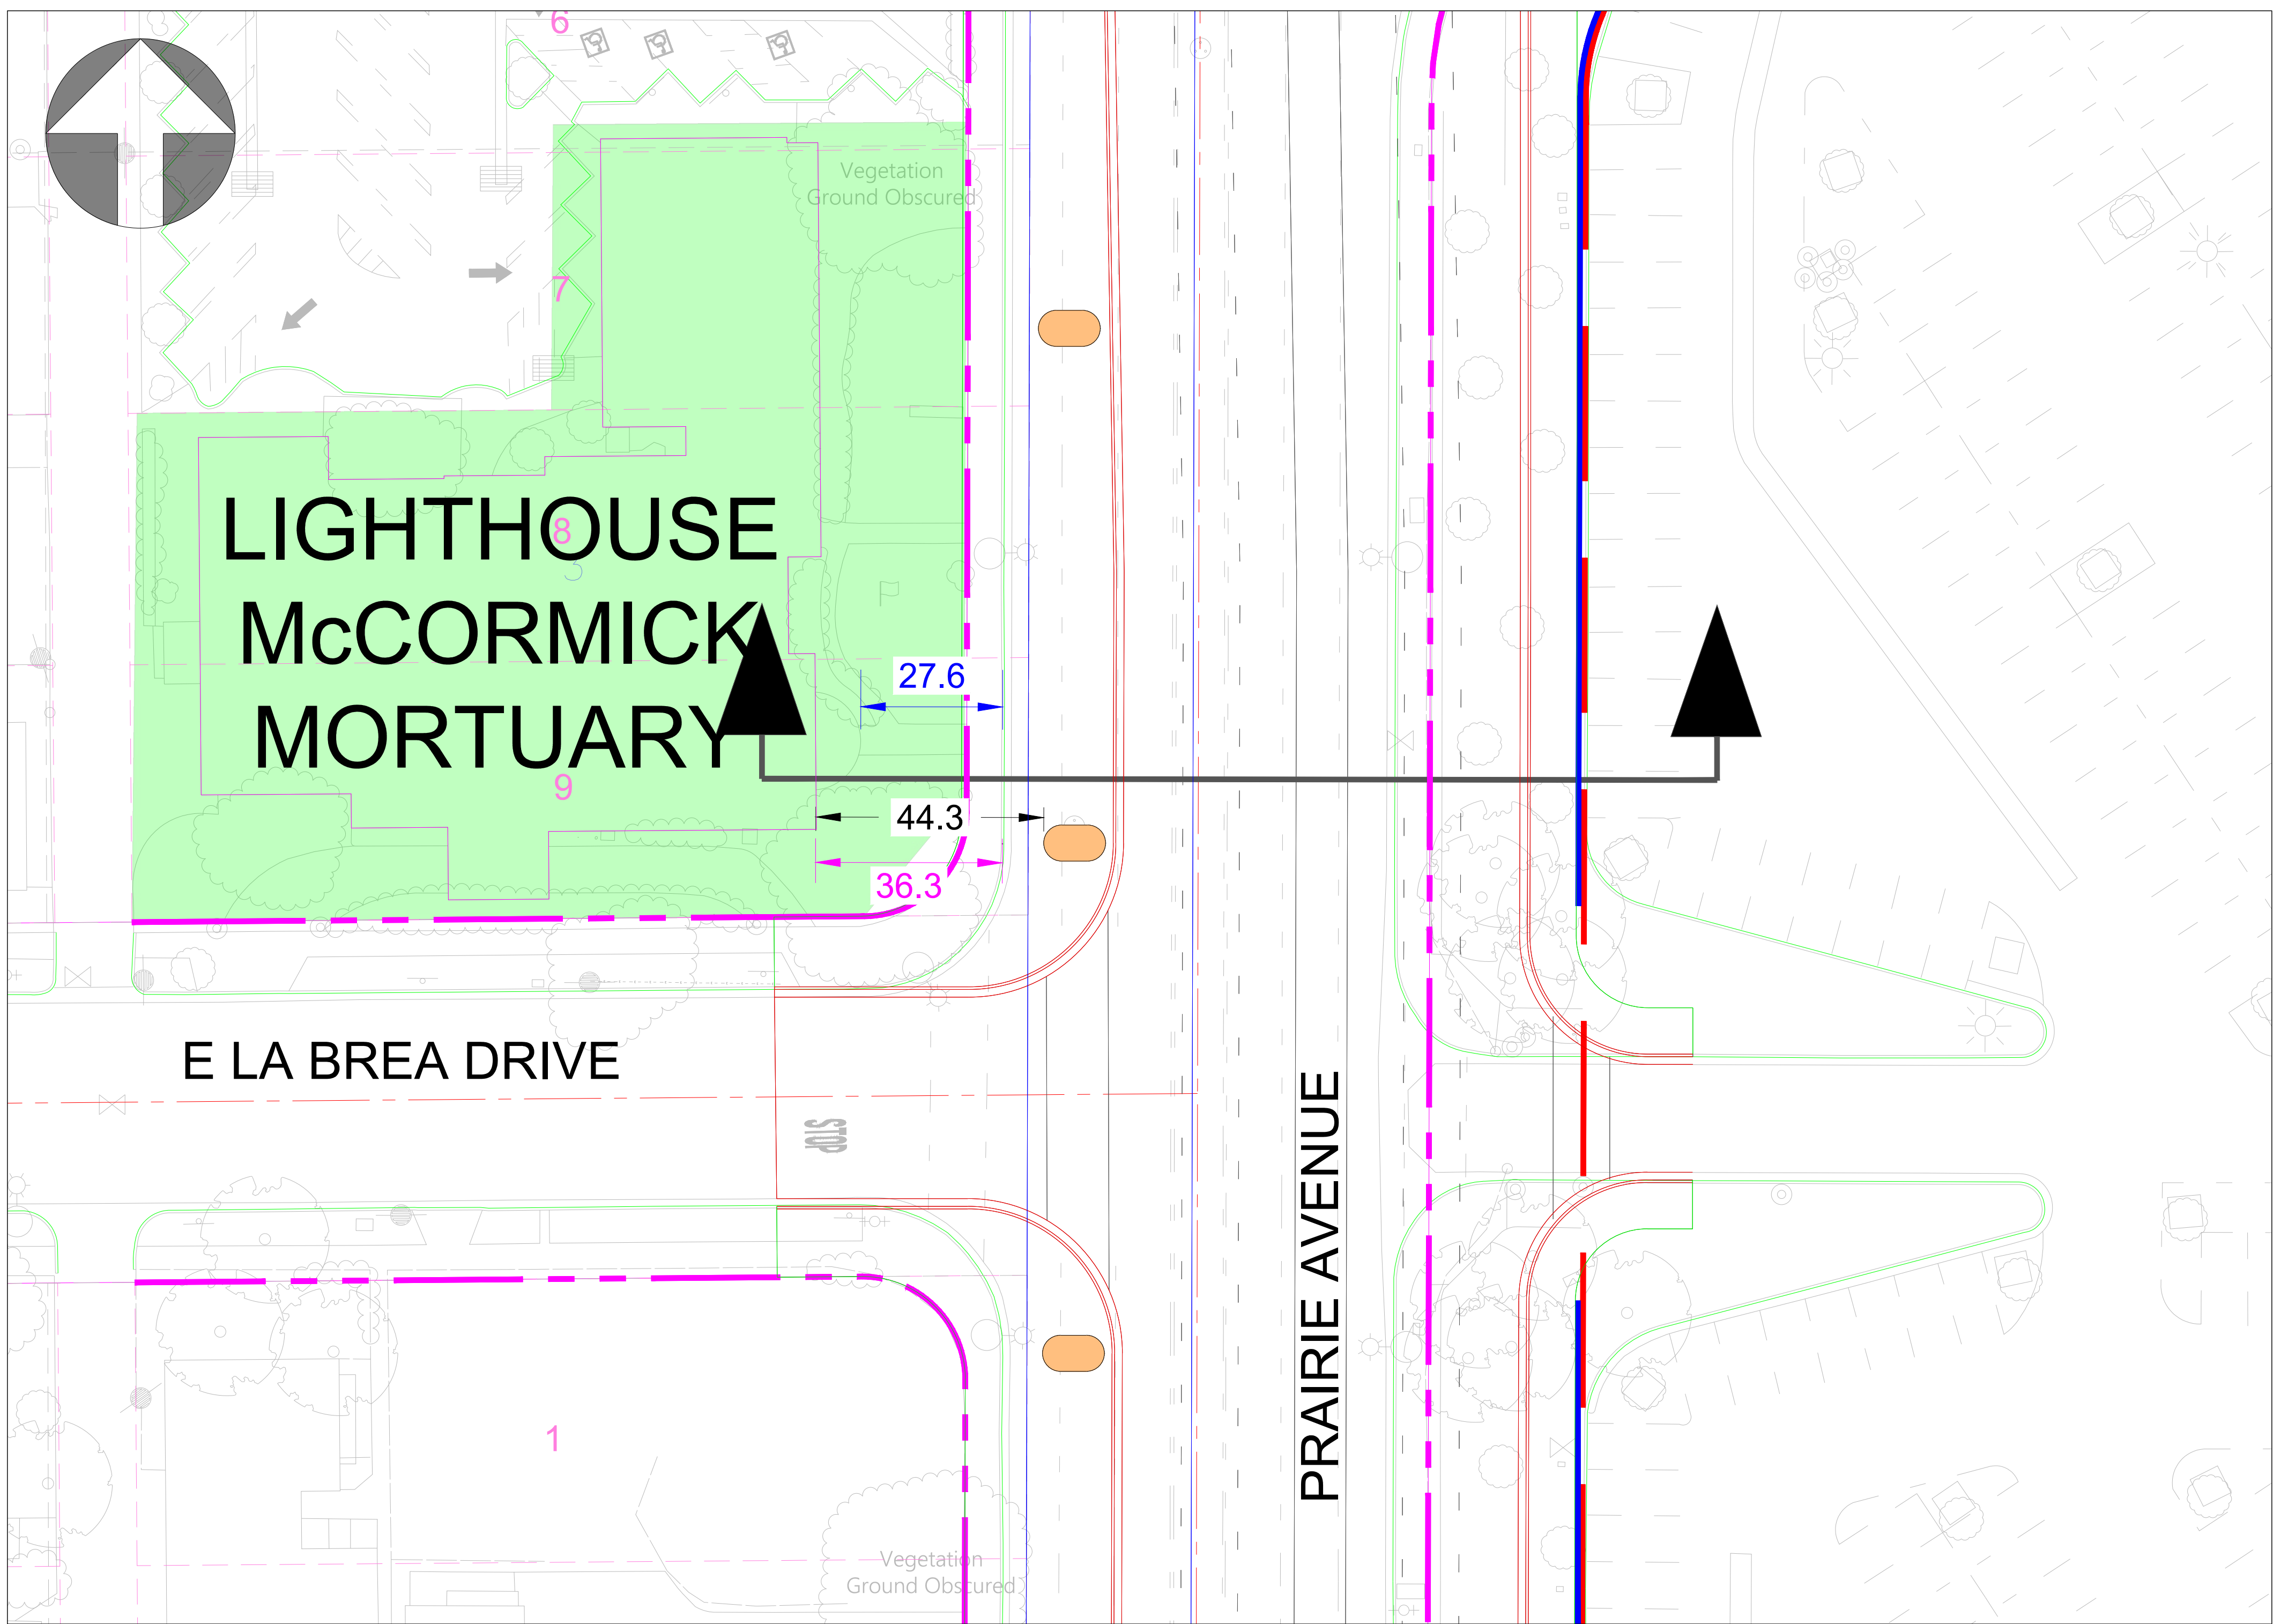 6
Vegetation
Ground Obscured
7
LIGHTHOUSE
8
3
McCORMICK
27.6
MORTUARY
9
44.3
36.3
E LA BREA DRIVE
STOP
PRAIRIE AVENUE
1
Vegetation
Ground Obscured